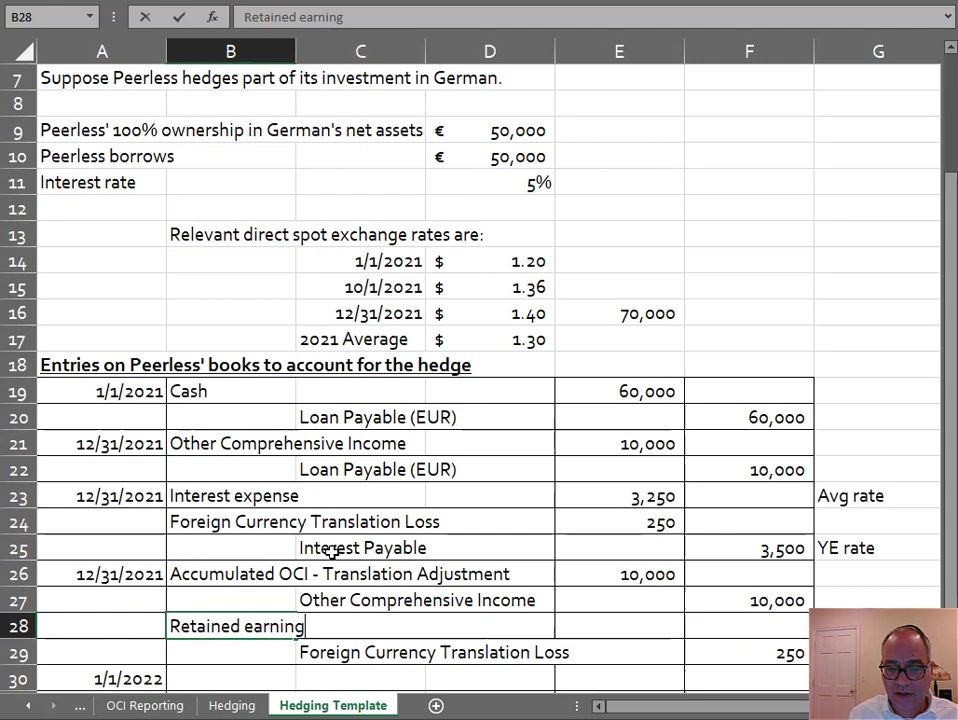 B28 fx Retained earning
A B C D E F G
7 Suppose Peerless hedges part of its investment in German.
8
9 Peerless' 100% ownership in German's net assets € 50,000
10 Peerless borrows € 50,000
11 Interest rate 5%
12
13 Relevant direct spot exchange rates are:
14 1/1/2021 $ 1.20
15 10/1/2021 $ 1.36
16 12/31/2021 $ 1.40 70,000
17 2021 Average $ 1.30
18 Entries on Peerless' books to account for the hedge
19 1/1/2021 Cash 60,000
20 Loan Payable (EUR) 60,000
21 12/31/2021 Other Comprehensive Income 10,000
22 Loan Payable (EUR) 10,000
23 12/31/2021 Interest expense 3,250 Avg rate
24 Foreign Currency Translation Loss 250
25 Interest Payable 3,500 YE rate
26 12/31/2021 Accumulated OCI - Translation Adjustment 10,000
27 Other Comprehensive Income 10,000
28 Retained earning
29 Foreign Currency Translation Loss 250
30 1/1/2022
... OCI Reporting Hedging Hedging Template